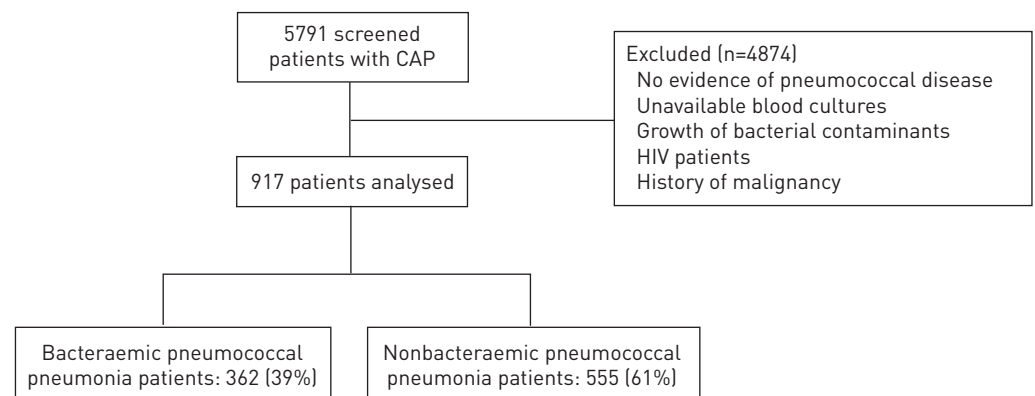 5791 screened
patients with CAP
Excluded (n=4874)
No evidence of pneumococcal disease
Unavailable blood cultures
Growth of bacterial contaminants
HIV patients
History of malignancy
917 patients analysed
Bacteraemic pneumococcal
pneumonia patients: 362 (39%)
Nonbacteraemic pneumococcal
pneumonia patients: 555 (61%)